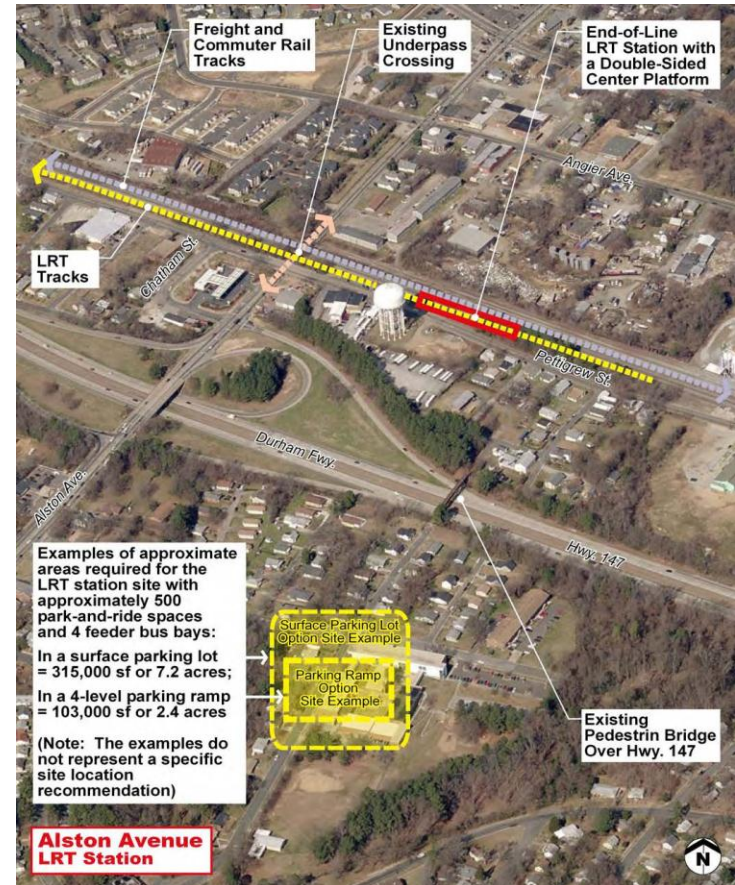 Freight and
Commuter Rail
Tracks
Existing
Underpass
Crossing
End-of-Line
LRT Station with
a Double-Sided
Center Platform
Angier Ave.
LRT
Tracks
Chatham St.
Pettigrew St.
Durham Fwy.
Alston Ave.
Hwy. 147
Examples of approximate
areas required for the
LRT station site with
approximately 500
park-and-ride spaces
and 4 feeder bus bays:
In a surface parking lot
= 315,000 sf or 7.2 acres;
In a 4-level parking ramp
= 103,000 sf or 2.4 acres
(Note: The examples do
not represent a specific
site location
recommendation)
Surface Parking Lot
Option Site Example
Parking Ramp
Option
Site Example
Existing
Pedestrin Bridge
Over Hwy. 147
Alston Avenue
LRT Station
N